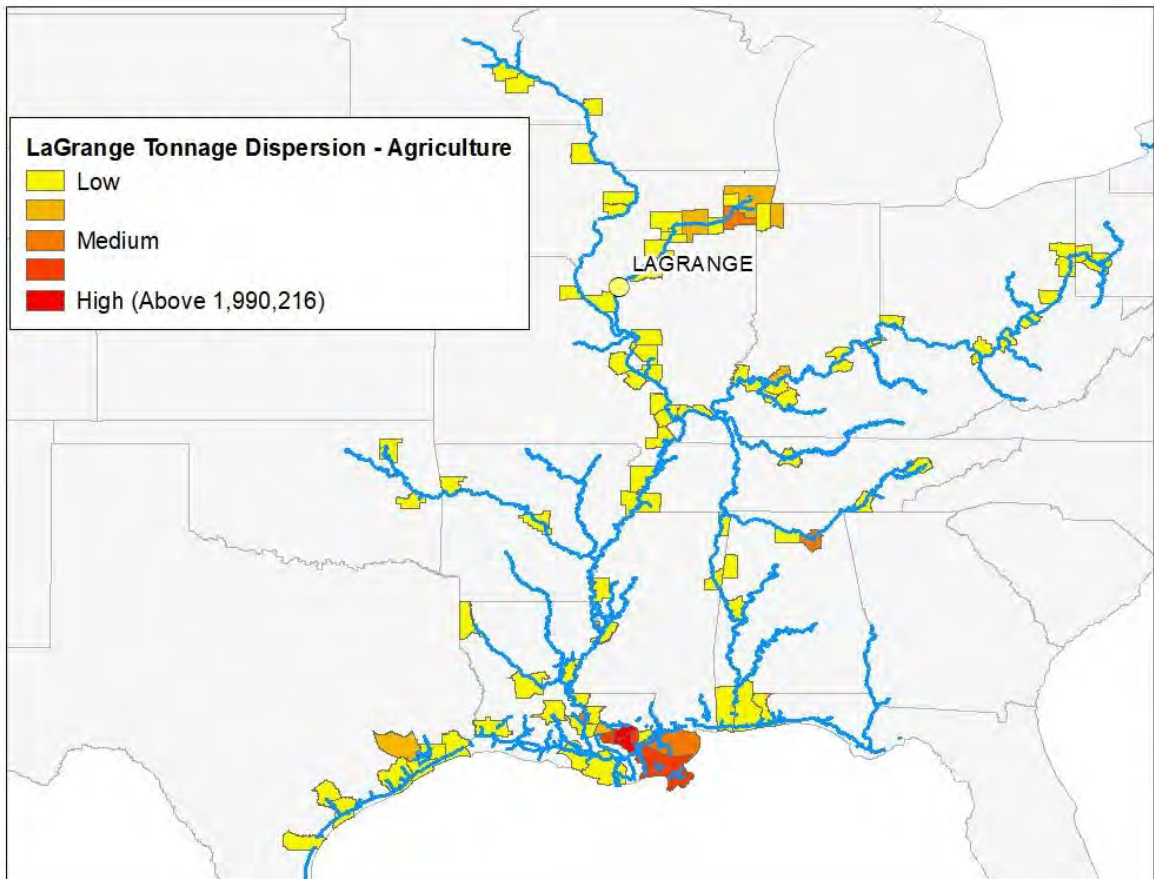 LaGrange Tonnage Dispersion - Agriculture
Low
Medium
High (Above 1,990,216)
LAGRANGE